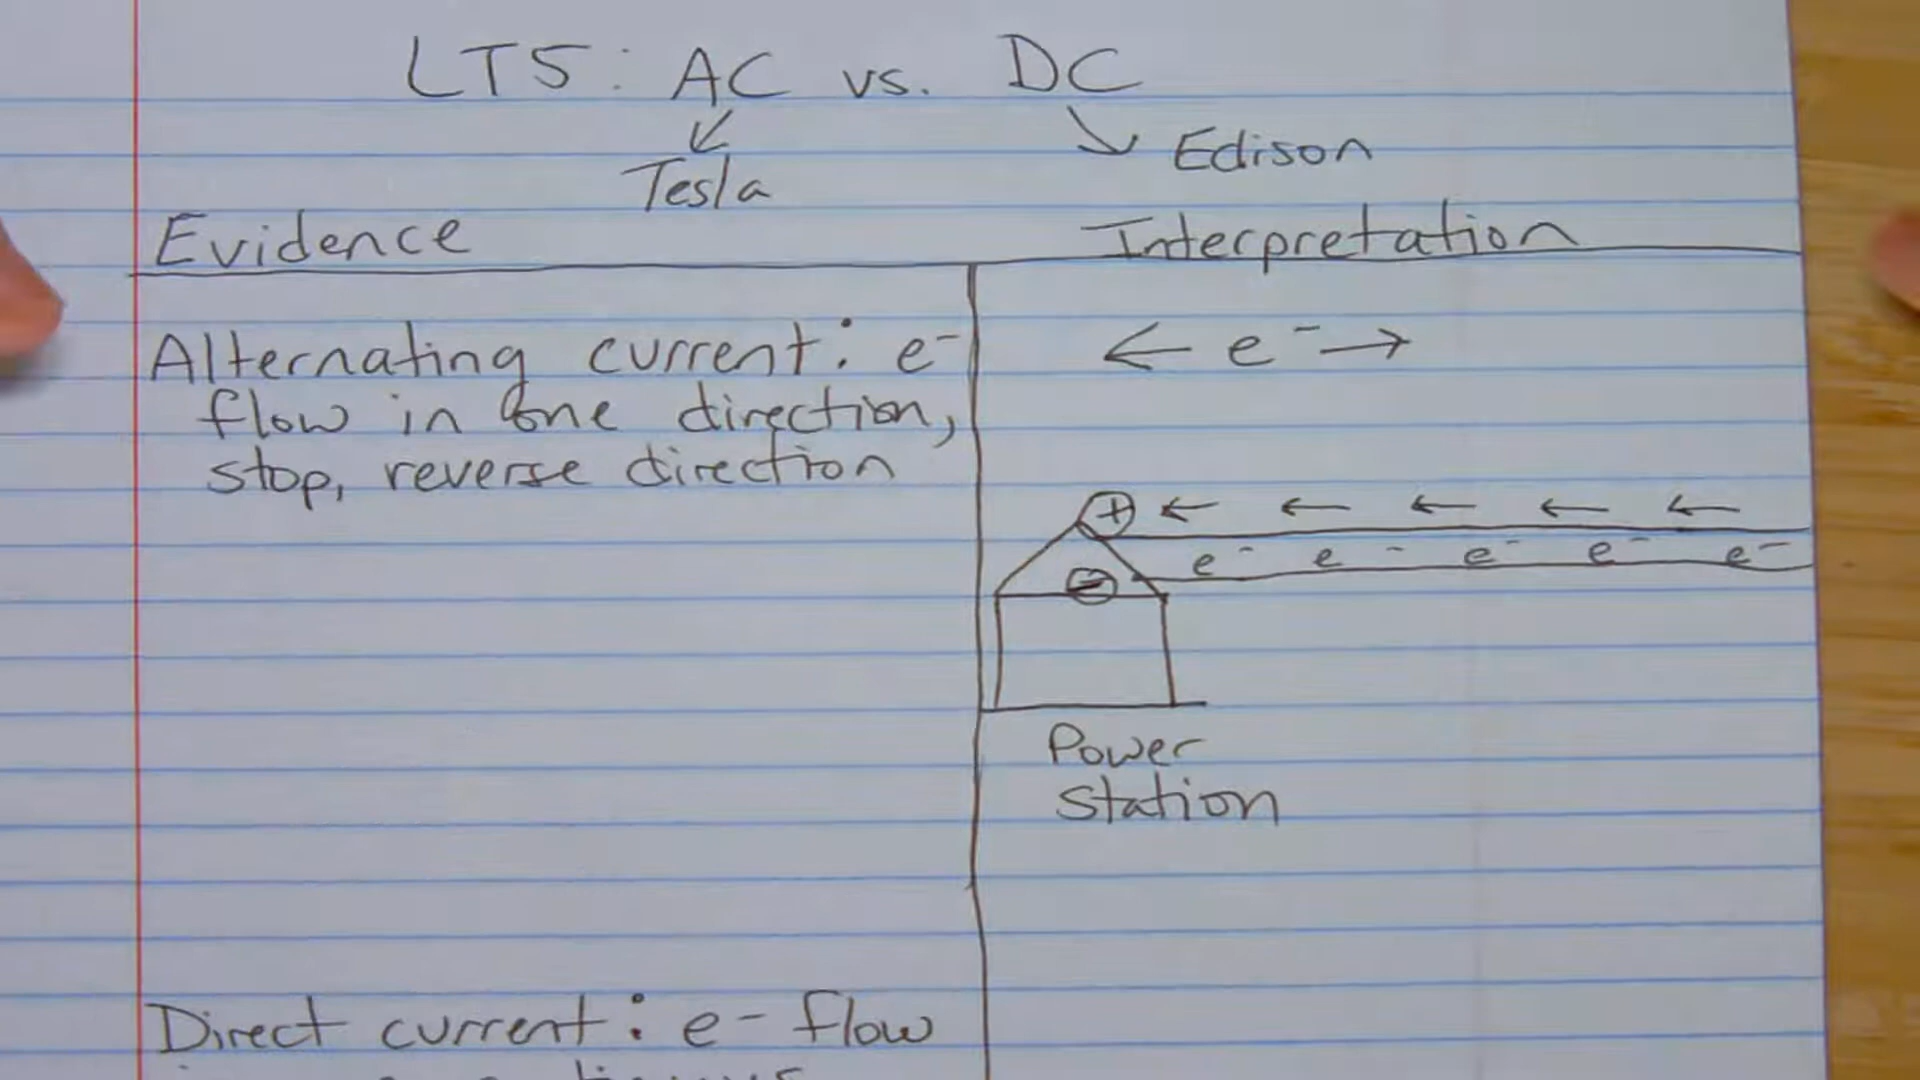 LT5: AC vs. DC
Tesla
Edison
Evidence
Interpretation
Alternating current: e-
flow in one direction,
stop, reverse direction
← e- →
+ ← ← ← ← ←
e- e- e- e- e-
-
Power
Station
Direct current: e- flow